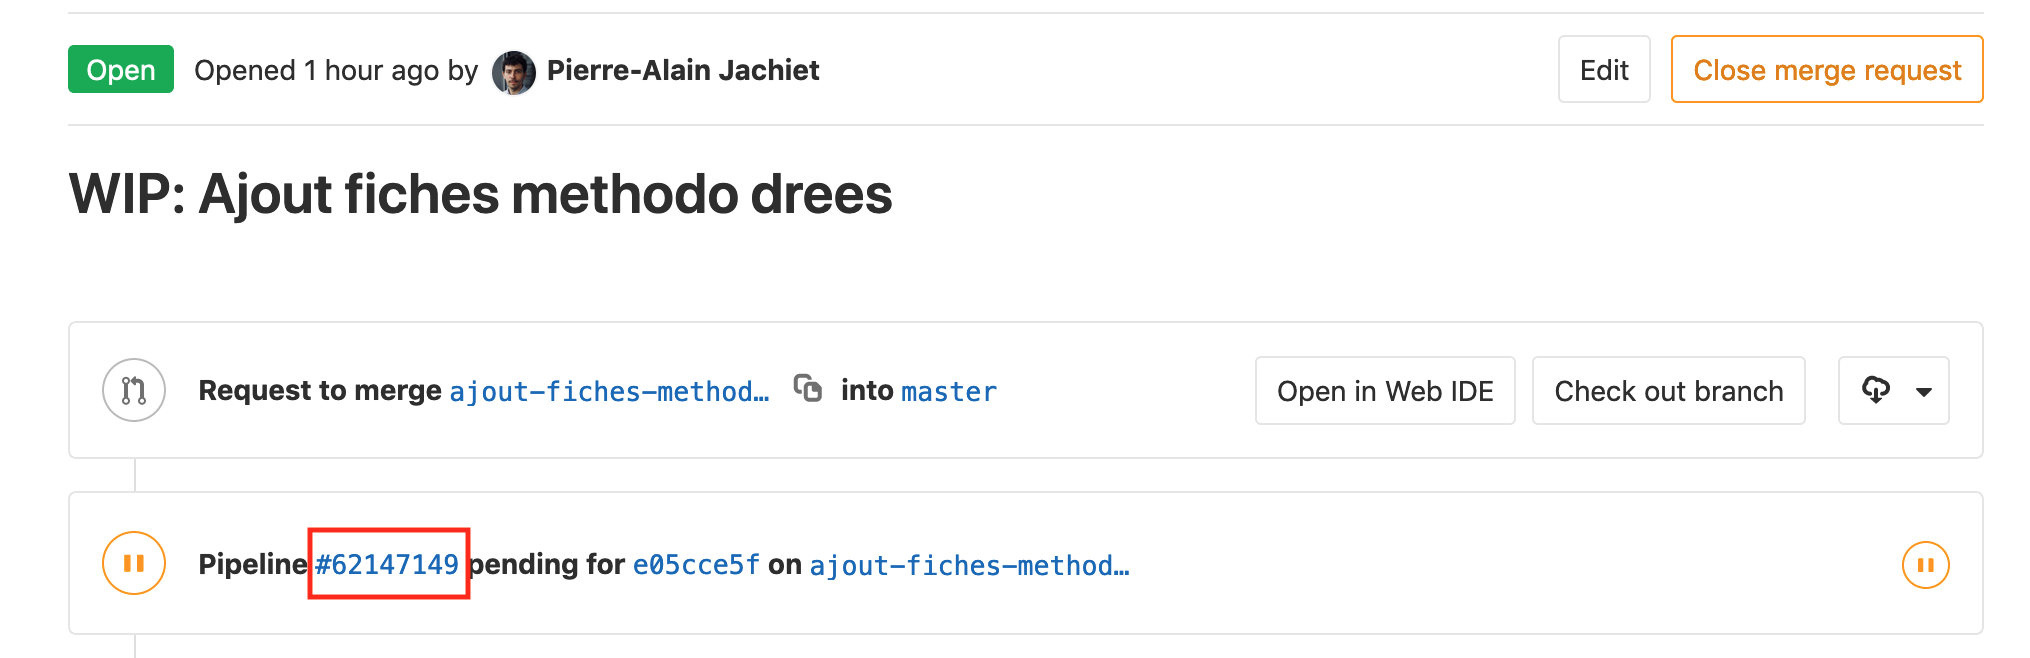 Open Opened 1 hour ago by Pierre-Alain Jachiet Edit Close merge request
WIP: Ajout fiches methodo drees
Request to merge ajout-fiches-method… into master Open in Web IDE Check out branch
Pipeline #62147149 pending for e05cce5f on ajout-fiches-method…